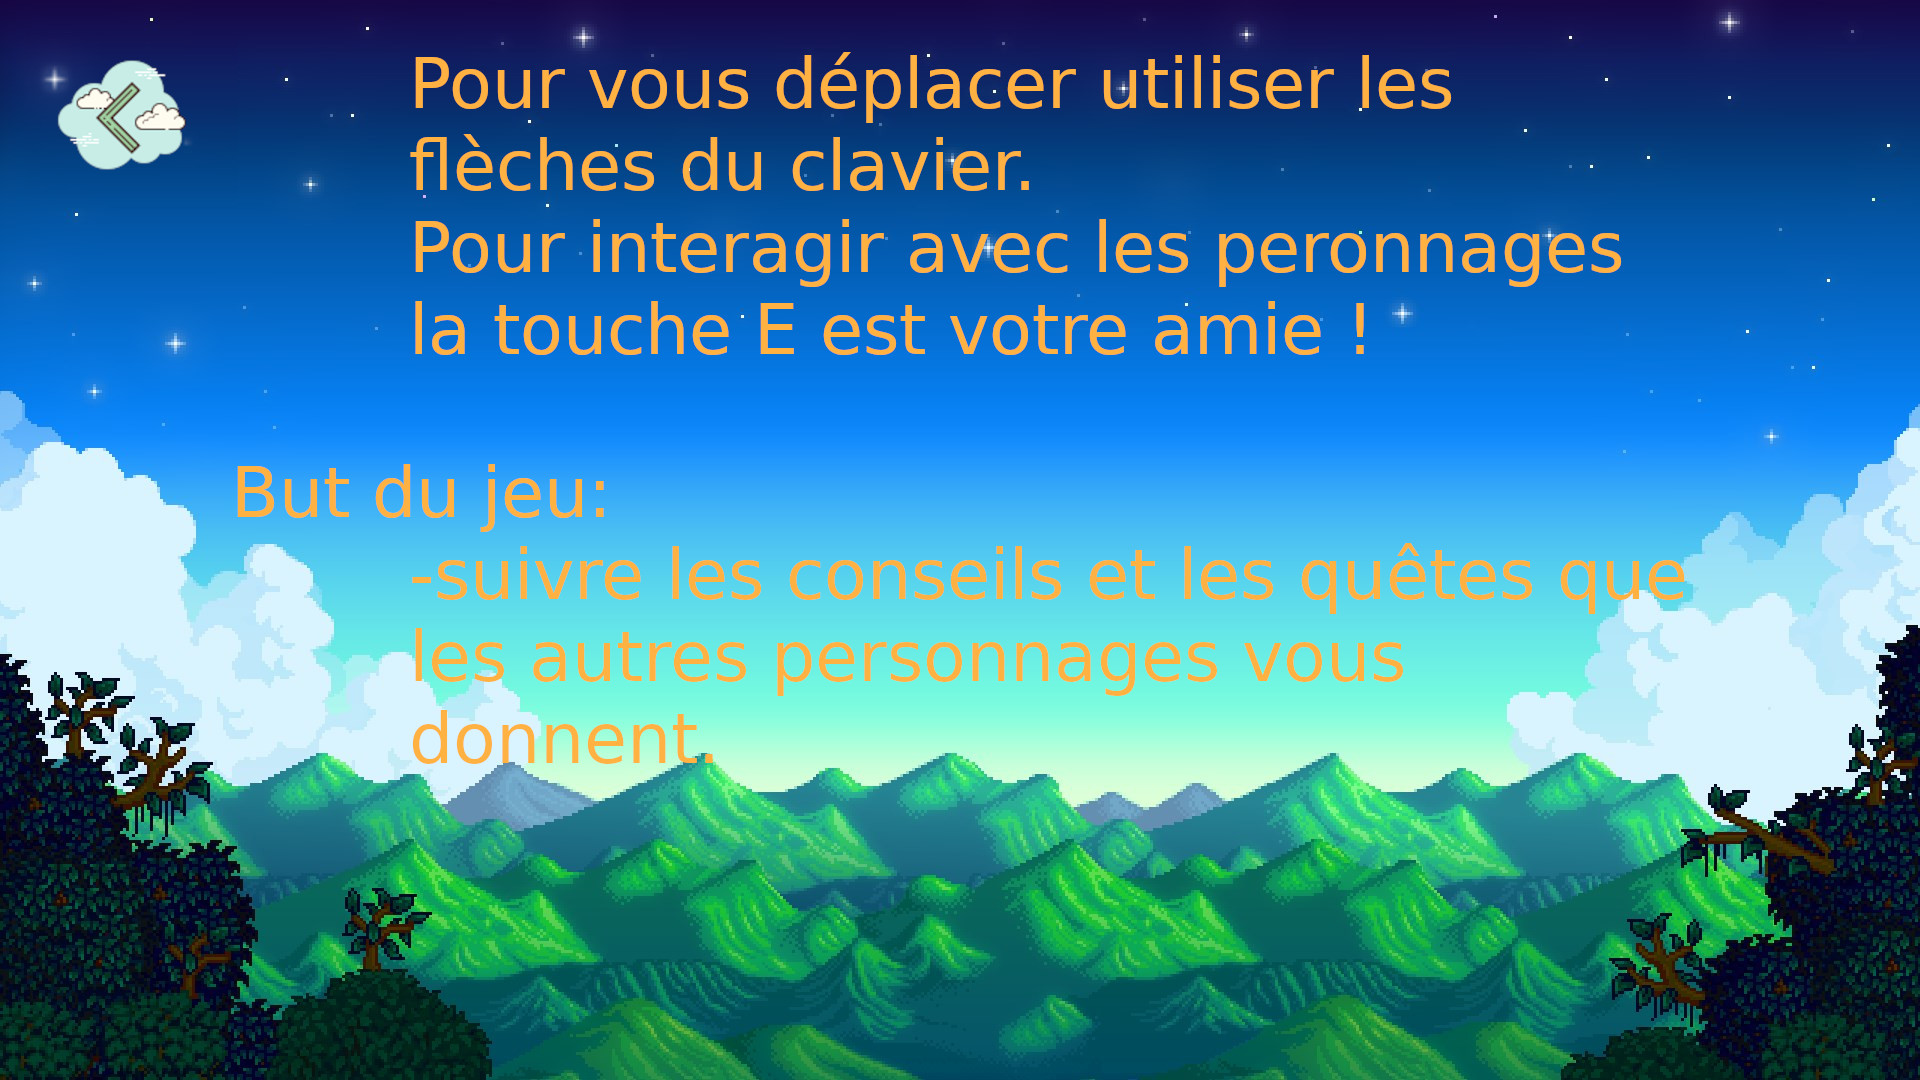 Pour vous déplacer utiliser les
flèches du clavier.
Pour interagir avec les peronnages
la touche E est votre amie !
But du jeu:
-suivre les conseils et les quêtes que
les autres personnages vous
donnent.